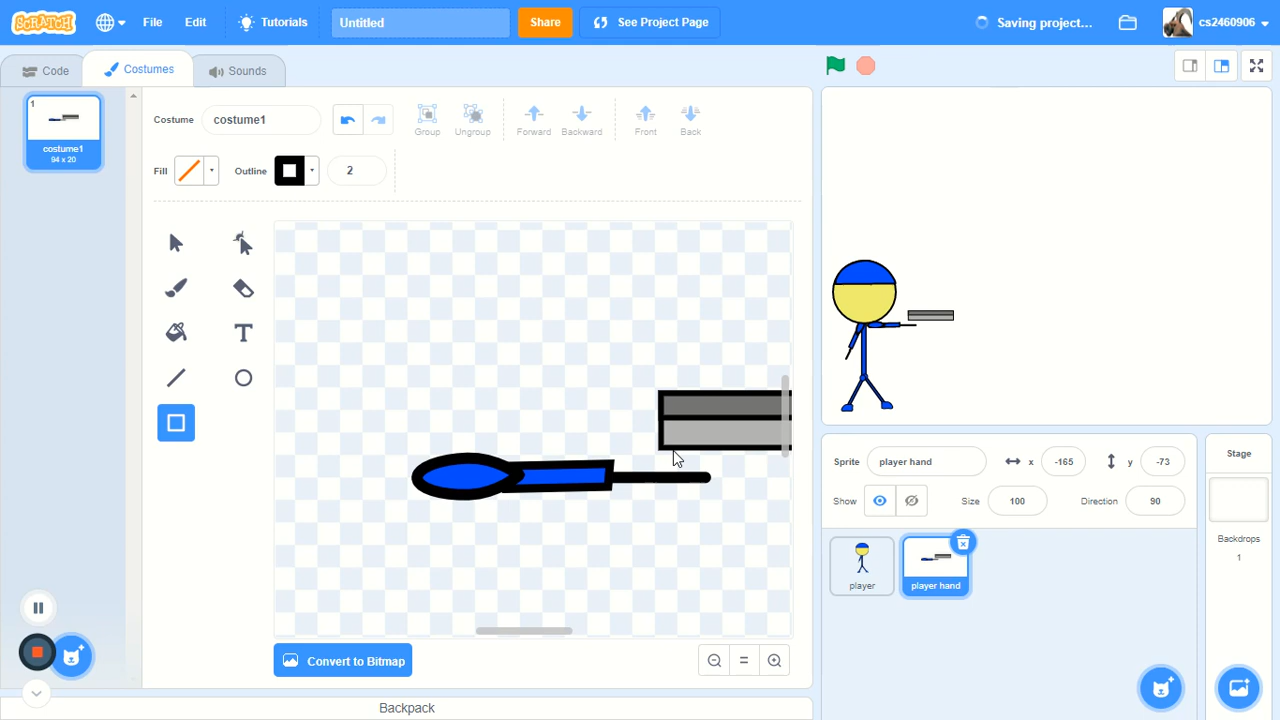 SCRATCH File Edit Tutorials Untitled Share See Project Page Saving project... cs2460906
Code Costumes Sounds
1
costume1
94 x 20
Costume costume1 Group Ungroup Forward Backward Front Back
Fill Outline 2
Convert to Bitmap
Backpack
Sprite player hand x -165 y -73
Show Size 100 Direction 90
player
player hand
Stage
Backdrops
1